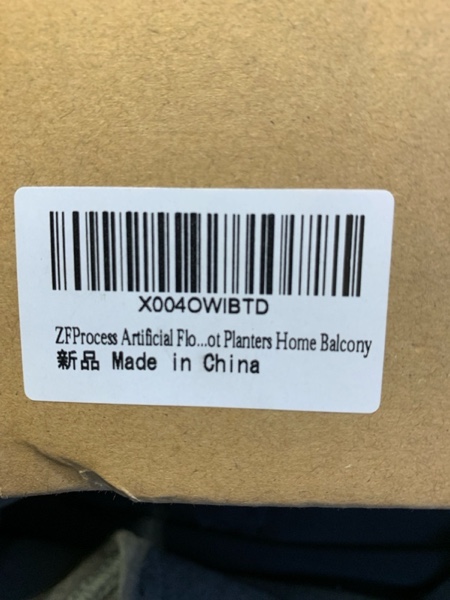 X004OWIBTD
ZFProcess Artificial Flo...ot Planters Home Balcony
新品 Made in China